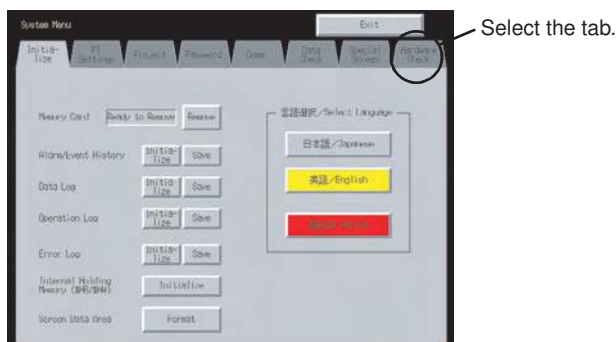 System Menu
Exit
Select the tab.
Initia-
lize
PT
Settings
Project
Password
Comm.
Data
Check
Special
Screen
Hardware
Check
Memory Card
Ready to Remove
Remove
言語選択/Select Language
日本語/Japanese
英語/English
Alarm/Event History
Initia-
lize
Save
Data Log
Initia-
lize
Save
Operation Log
Initia-
lize
Save
Error Log
Initia-
lize
Save
Internal Holding
Memory ($HB/$HW)
Initialize
Screen Data Area
Format